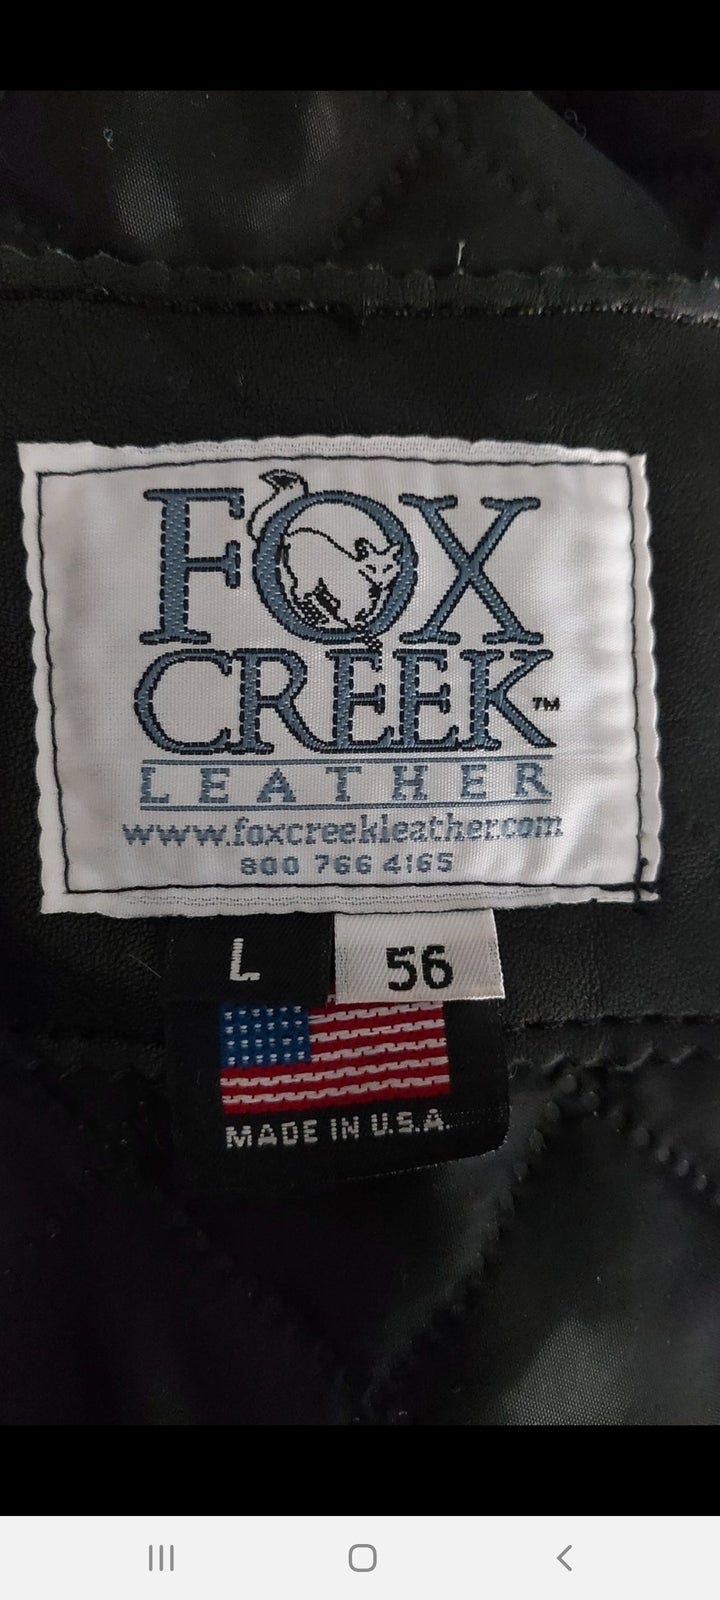 FOX
CREEK™
LEATHER
www.foxcreekleather.com
800 766 4165
L 56
MADE IN U.S.A.